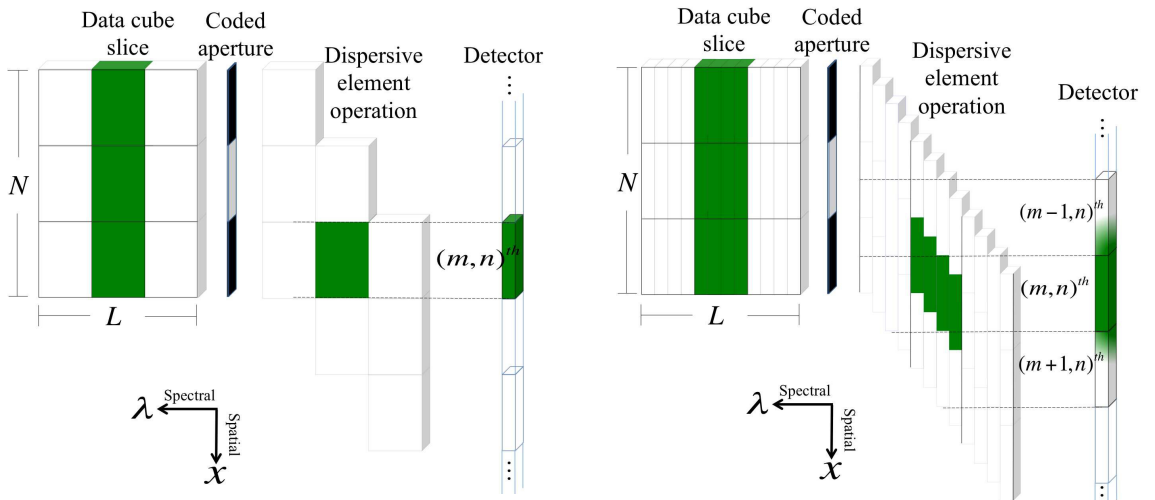 Data cube
slice
Coded
aperture
Dispersive
element
operation
Detector
N
(m,n)^{th}
L
Spectral
λ
Spatial
x
Data cube
slice
Coded
aperture
Dispersive
element
operation
Detector
N
(m−1,n)^{th}
(m,n)^{th}
(m+1,n)^{th}
L
Spectral
λ
Spatial
x